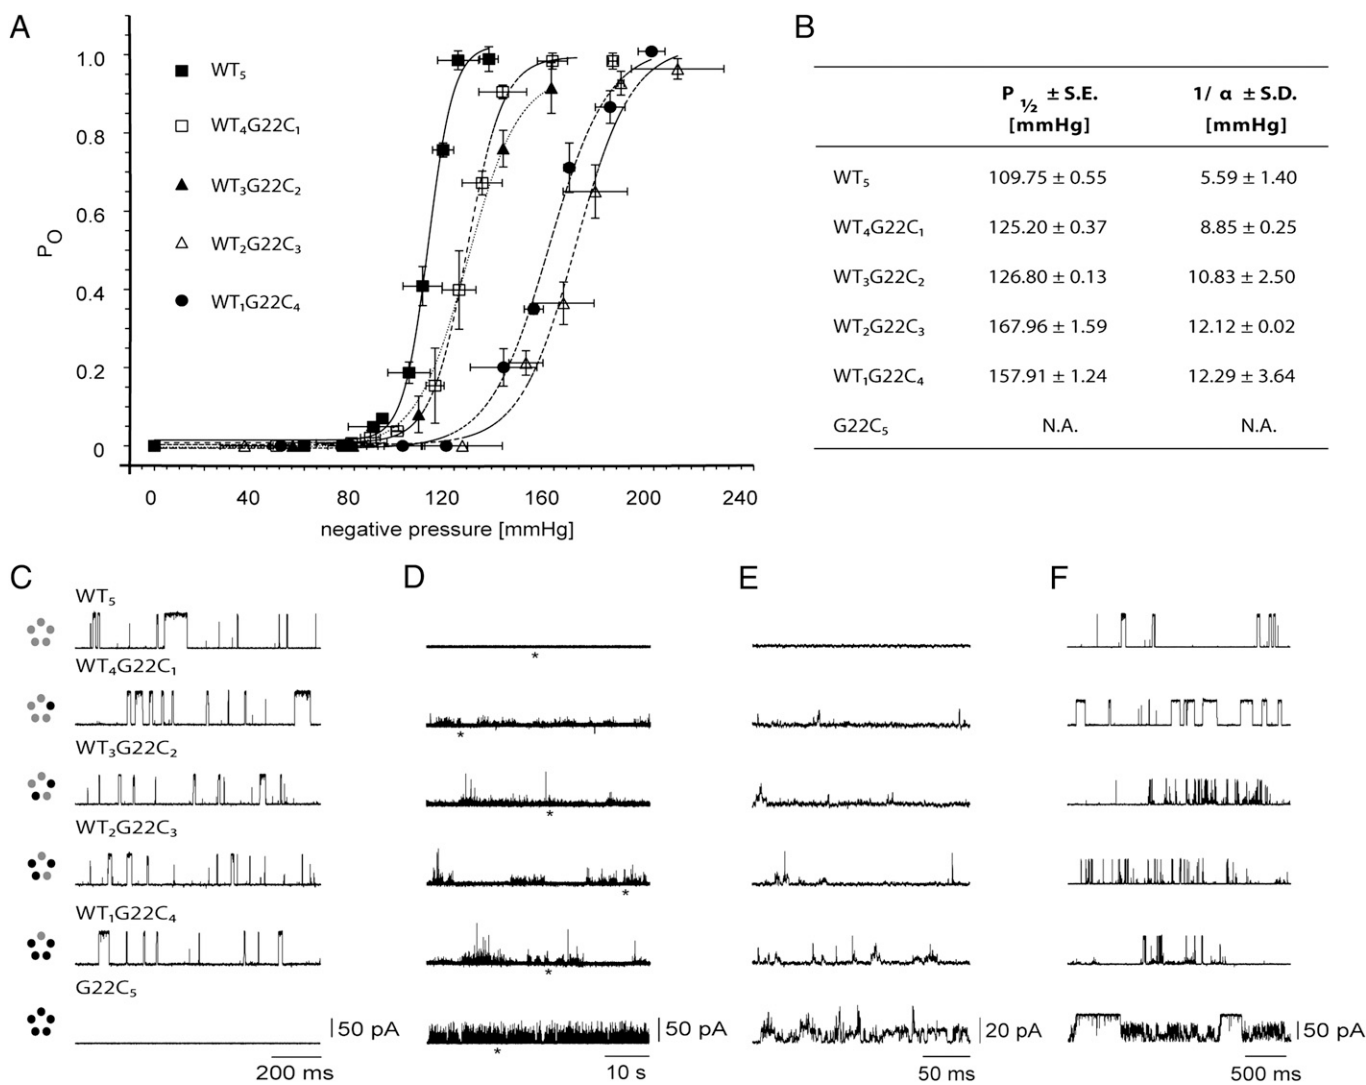 A
1.0
0.8
0.6
0.4
0.2
0
P_O
WT₅
WT₄G22C₁
WT₃G22C₂
WT₂G22C₃
WT₁G22C₄
0 40 80 120 160 200 240
negative pressure [mmHg]
B
P ½ ± S.E. [mmHg] 1/ α ± S.D. [mmHg]
WT₅ 109.75 ± 0.55 5.59 ± 1.40
WT₄G22C₁ 125.20 ± 0.37 8.85 ± 0.25
WT₃G22C₂ 126.80 ± 0.13 10.83 ± 2.50
WT₂G22C₃ 167.96 ± 1.59 12.12 ± 0.02
WT₁G22C₄ 157.91 ± 1.24 12.29 ± 3.64
G22C₅ N.A. N.A.
C
WT₅
WT₄G22C₁
WT₃G22C₂
WT₂G22C₃
WT₁G22C₄
G22C₅
50 pA
200 ms
D
*
*
*
*
*
*
50 pA
10 s
E
20 pA
50 ms
F
50 pA
500 ms